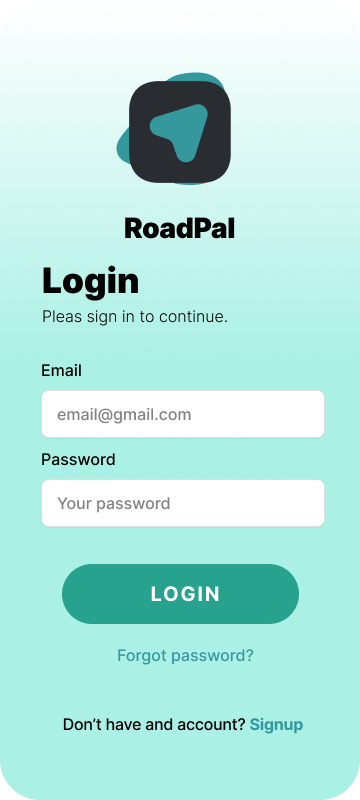 RoadPal
Login
Pleas sign in to continue.
Email
email@gmail.com
Password
Your password
LOGIN
Forgot password?
Don’t have and account? Signup